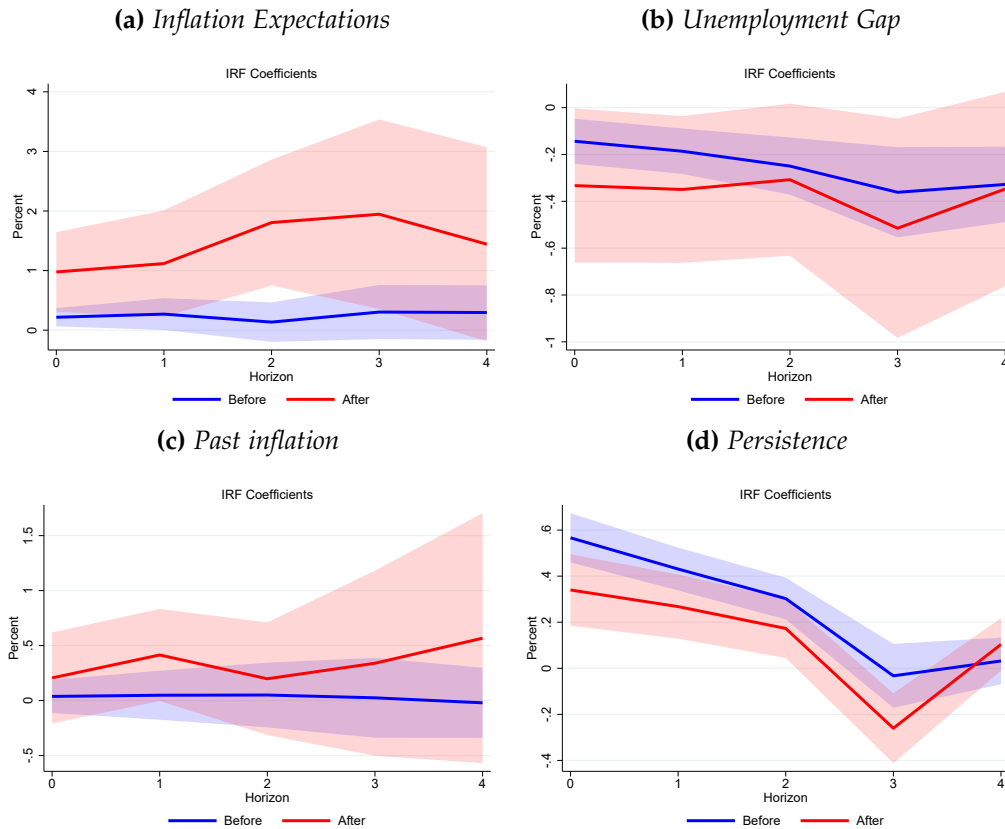 (a) Inflation Expectations
IRF Coefficients
Percent
4
3
2
1
0
0 1 2 3 4
Horizon
Before After
(b) Unemployment Gap
IRF Coefficients
Percent
0
-.2
-.4
-.6
-.8
-1
0 1 2 3 4
Horizon
Before After
(c) Past inflation
IRF Coefficients
Percent
1.5
1
.5
0
-.5
0 1 2 3 4
Horizon
Before After
(d) Persistence
IRF Coefficients
Percent
.6
.4
.2
0
-.2
-.4
0 1 2 3 4
Horizon
Before After